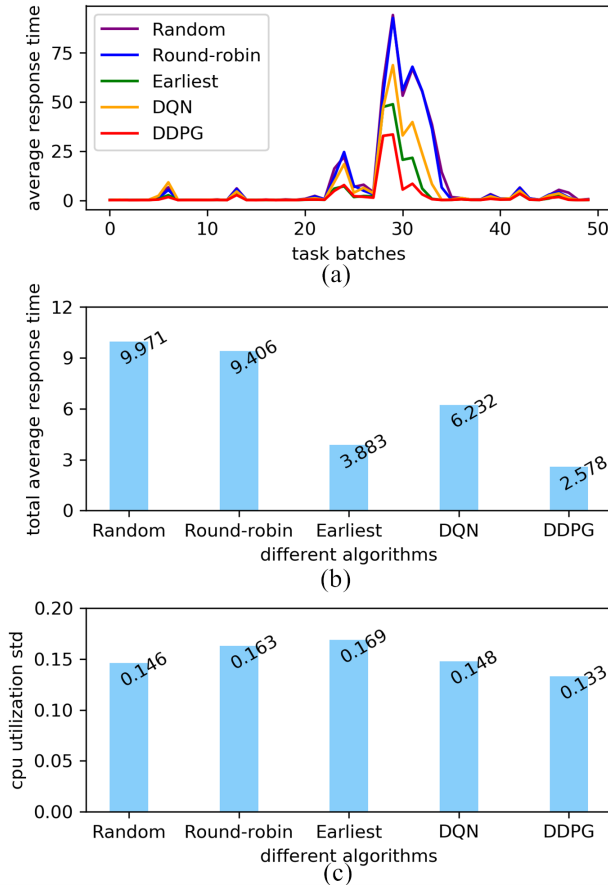 average response time
75
50
25
0
Random
Round-robin
Earliest
DQN
DDPG
0 10 20 30 40 50
task batches
(a)
total average response time
12
9
6
3
0
9.971
9.406
3.883
6.232
2.578
Random Round-robin Earliest DQN DDPG
different algorithms
(b)
cpu utilization std
0.20
0.15
0.10
0.05
0.00
0.146
0.163
0.169
0.148
0.133
Random Round-robin Earliest DQN DDPG
different algorithms
(c)